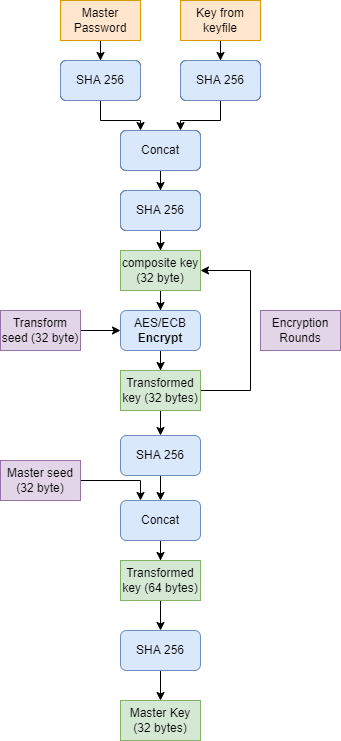 Master
Password
Key from
keyfile
SHA 256
SHA 256
Concat
SHA 256
composite key
(32 byte)
Transform
seed (32 byte)
AES/ECB
Encrypt
Encryption
Rounds
Transformed
key (32 bytes)
SHA 256
Master seed
(32 byte)
Concat
Transformed
key (64 bytes)
SHA 256
Master Key
(32 bytes)